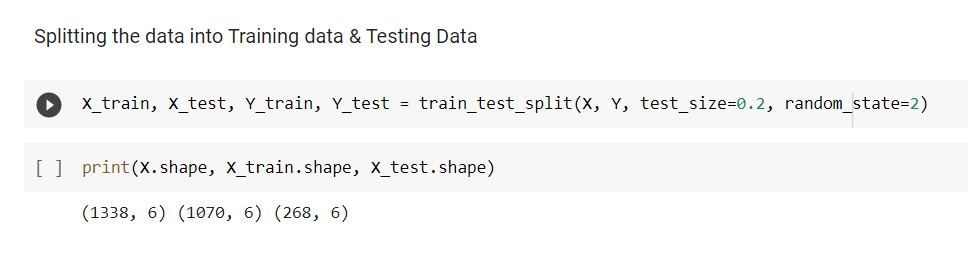 Splitting the data into Training data & Testing Data
X_train, X_test, Y_train, Y_test = train_test_split(X, Y, test_size=0.2, random_state=2)
[ ] print(X.shape, X_train.shape, X_test.shape)
(1338, 6) (1070, 6) (268, 6)